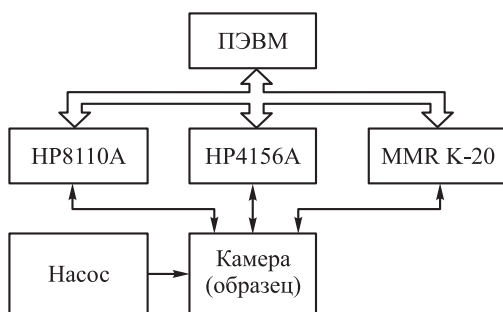 ПЭВМ
HP8110A
HP4156A
MMR K-20
Насос
Камера
(образец)